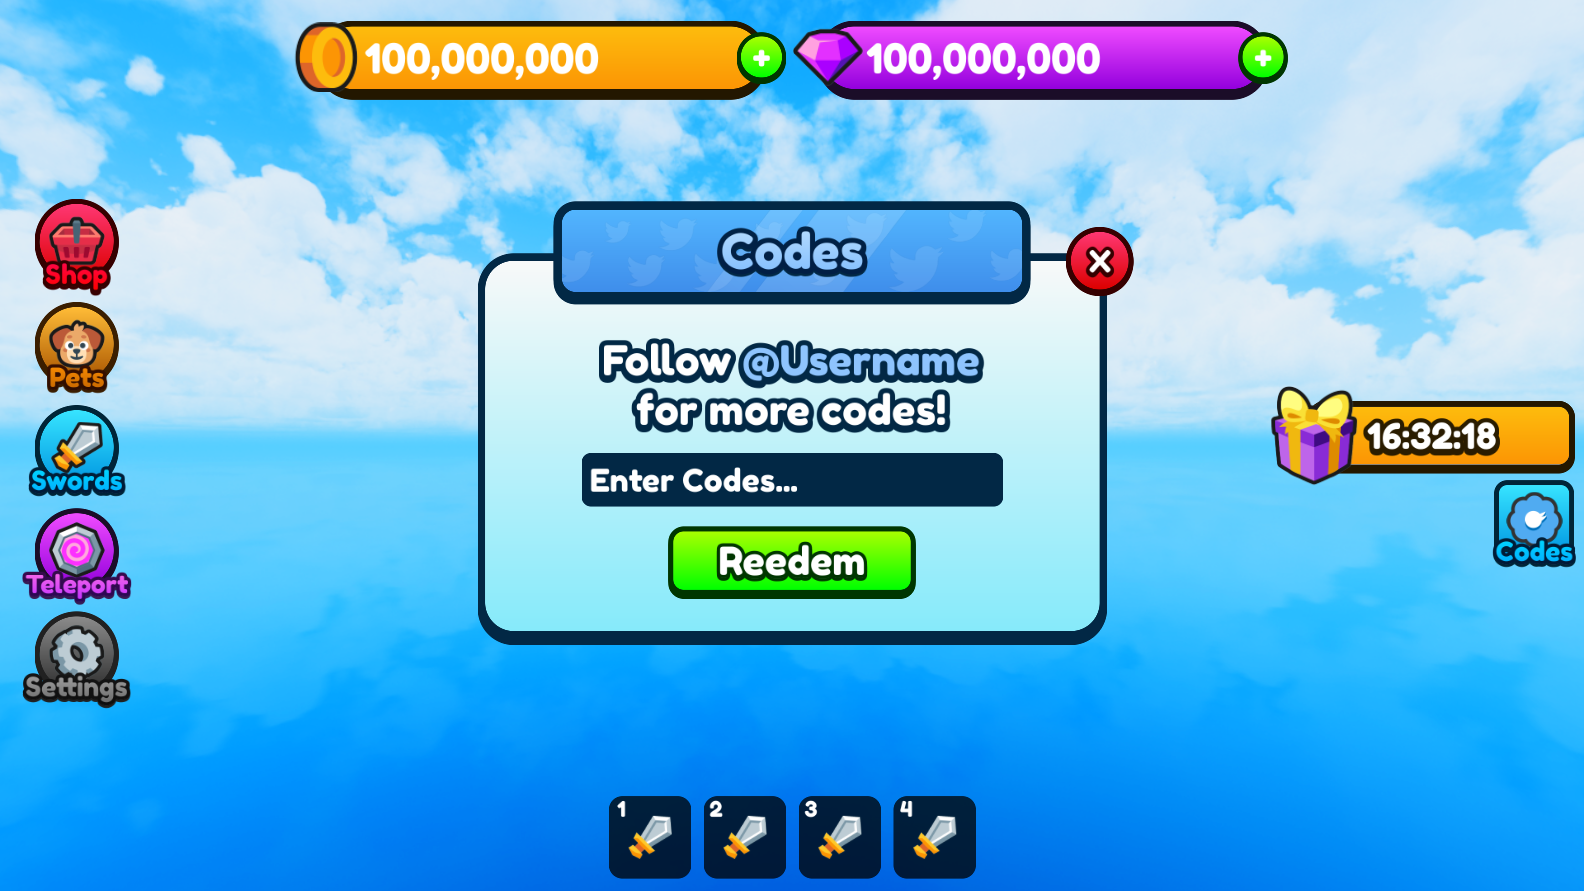 100,000,000
100,000,000
Shop
Pets
Swords
Teleport
Settings
Codes
Follow @Username
for more codes!
Enter Codes...
Reedem
16:32:18
Codes
1
2
3
4